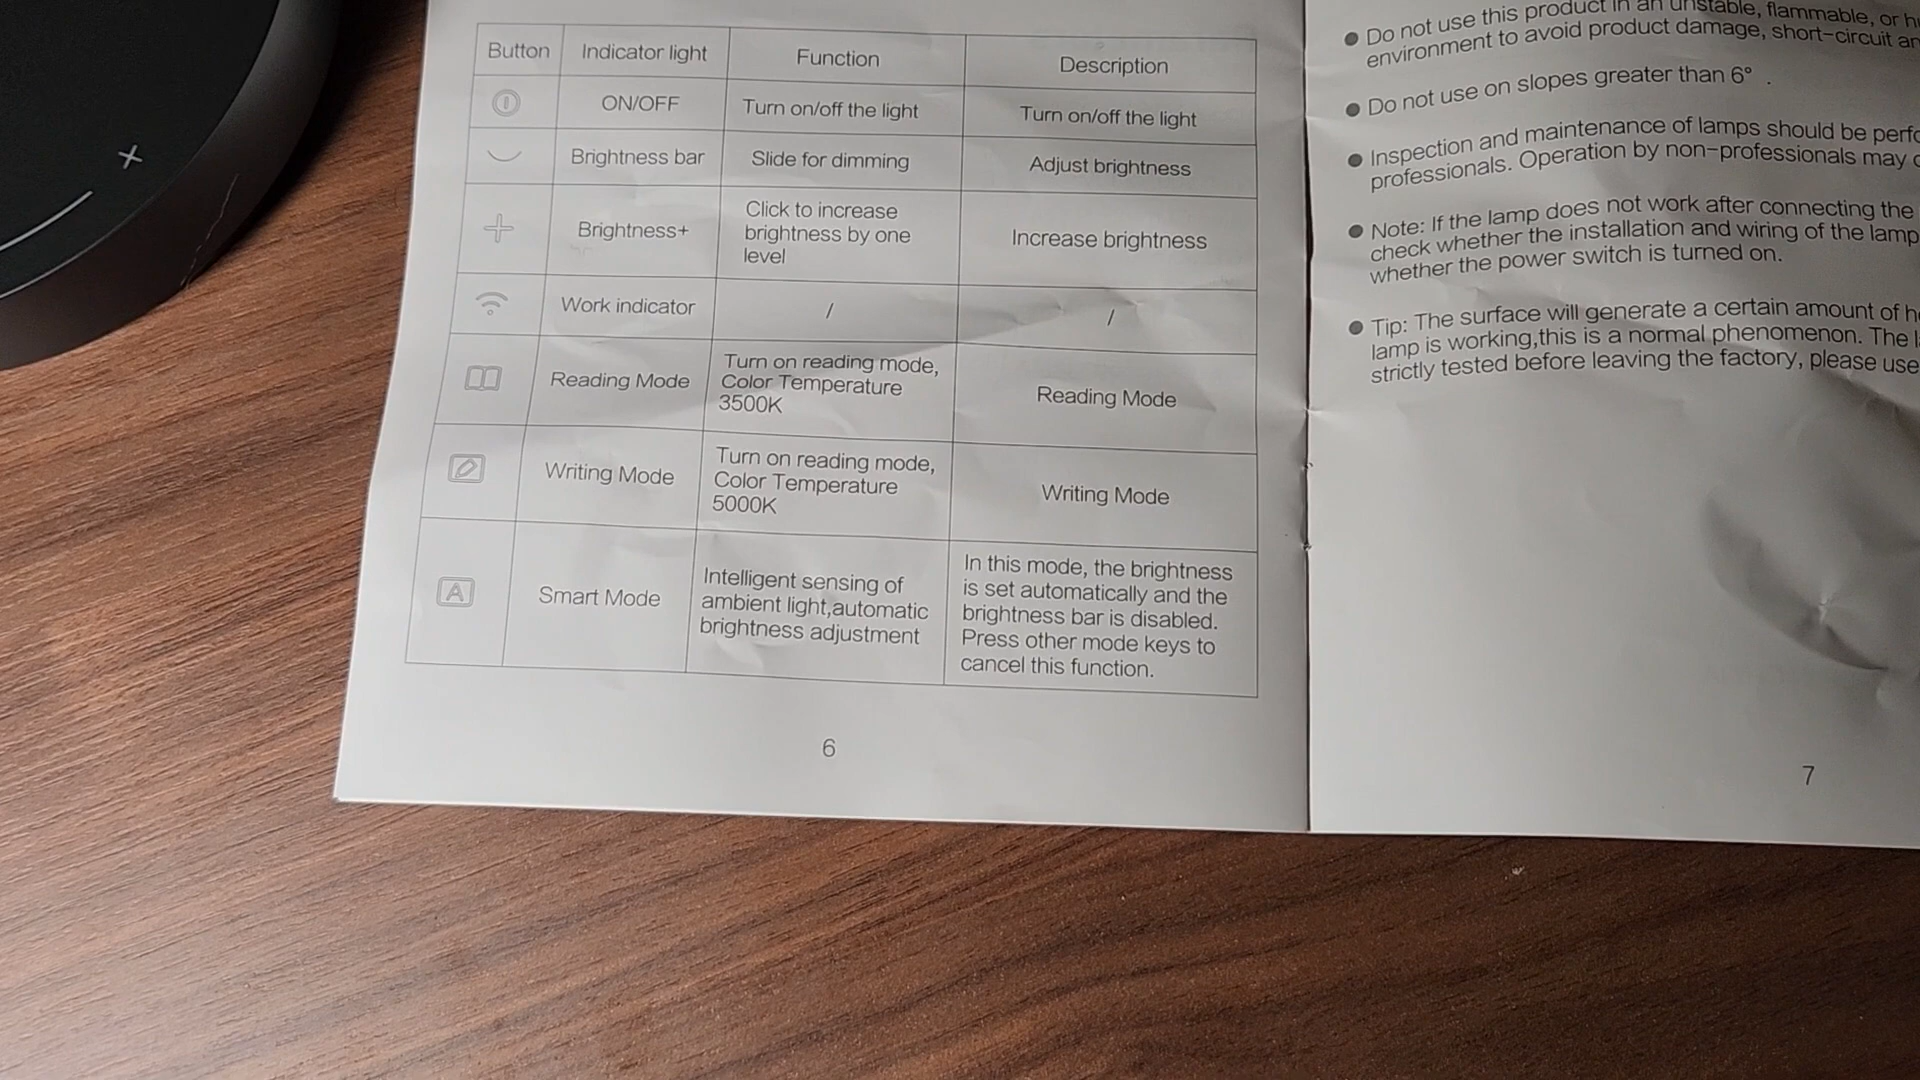 Button Indicator light Function Description
ON/OFF Turn on/off the light Turn on/off the light
Brightness bar Slide for dimming Adjust brightness
Brightness+
Click to increase
brightness by one
level
Increase brightness
Work indicator / /
Reading Mode
Turn on reading mode,
Color Temperature
3500K
Reading Mode
Writing Mode
Turn on reading mode,
Color Temperature
5000K
Writing Mode
A
Smart Mode
Intelligent sensing of
ambient light,automatic
brightness adjustment
In this mode, the brightness
is set automatically and the
brightness bar is disabled.
Press other mode keys to
cancel this function.
6
● Do not use this product in an unstable, flammable, or
environment to avoid product damage, short-circuit
● Do not use on slopes greater than 6° .
● Inspection and maintenance of lamps should be
professionals. Operation by non-professionals may
● Note: If the lamp does not work after connecting the
check whether the installation and wiring of the lamp
whether the power switch is turned on.
● Tip: The surface will generate a certain amount of
lamp is working,this is a normal phenomenon. The
strictly tested before leaving the factory, please use
7